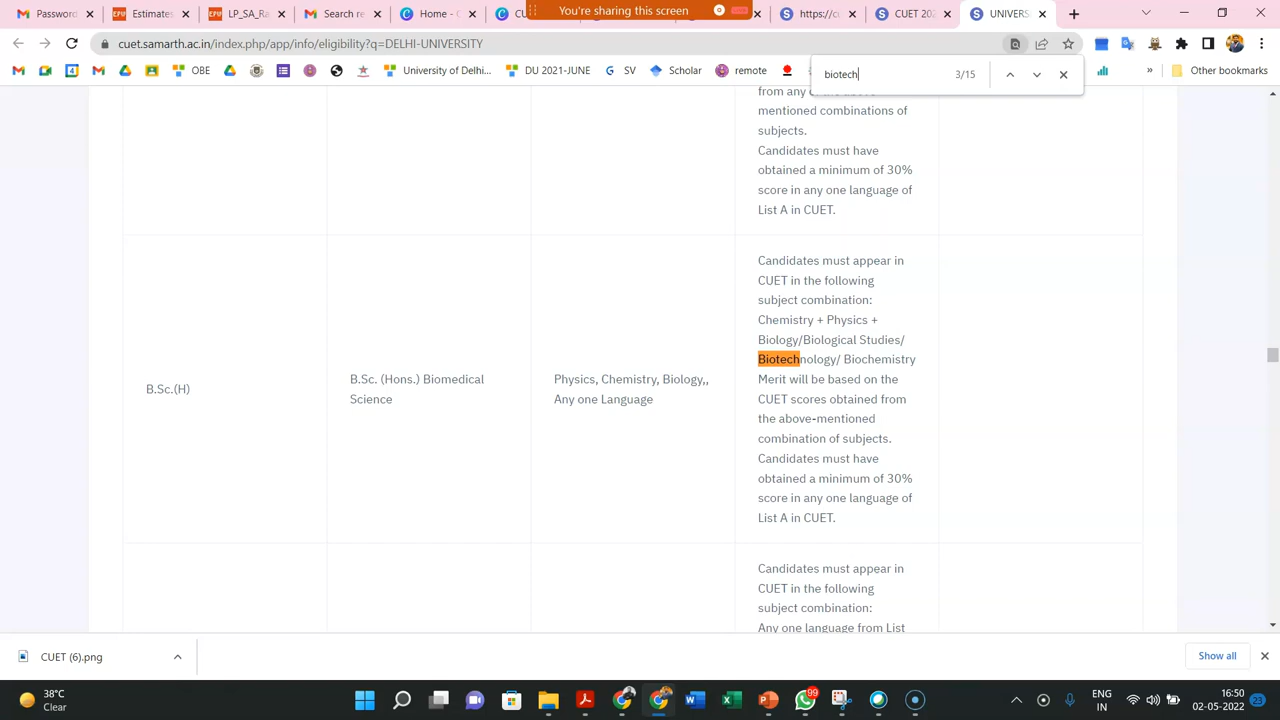 Password
Estimates
LP_SA_Ra
Search re
Home - C
CU
You're sharing this screen
https://cu
CUET 202
UNIVERS
cuet.samarth.ac.in/index.php/app/info/eligibility?q=DELHI-UNIVERSITY
OBE
University of Delhi...
DU 2021-JUNE
SV
Scholar
remote
»
Other bookmarks
biotech
3/15
from any of the above
mentioned combinations of
subjects.
Candidates must have
obtained a minimum of 30%
score in any one language of
List A in CUET.
B.Sc.(H)
B.Sc. (Hons.) Biomedical
Science
Physics, Chemistry, Biology,,
Any one Language
Candidates must appear in
CUET in the following
subject combination:
Chemistry + Physics +
Biology/Biological Studies/
Biotechnology/ Biochemistry
Merit will be based on the
CUET scores obtained from
the above-mentioned
combination of subjects.
Candidates must have
obtained a minimum of 30%
score in any one language of
List A in CUET.
Candidates must appear in
CUET in the following
subject combination:
Any one language from List
CUET (6).png
Show all
38°C
Clear
99
ENG
IN
16:50
02-05-2022
23